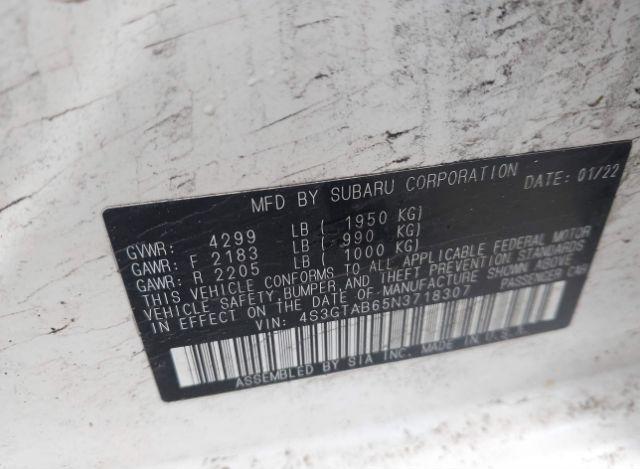 MFD BY SUBARU CORPORATION DATE: 01/22
GVWR: 4299 LB ( 1950 KG)
GAWR: F 2183 LB ( 990 KG)
GAWR: R 2205 LB ( 1000 KG)
THIS VEHICLE CONFORMS TO ALL APPLICABLE FEDERAL MOTOR
VEHICLE SAFETY, BUMPER, AND THEFT PREVENTION STANDARDS
IN EFFECT ON THE DATE OF MANUFACTURE SHOWN ABOVE
VIN: 4S3GTAB65N3718307 PASSENGER CAR
ASSEMBLED BY SIA INC. MADE IN U.S.A.